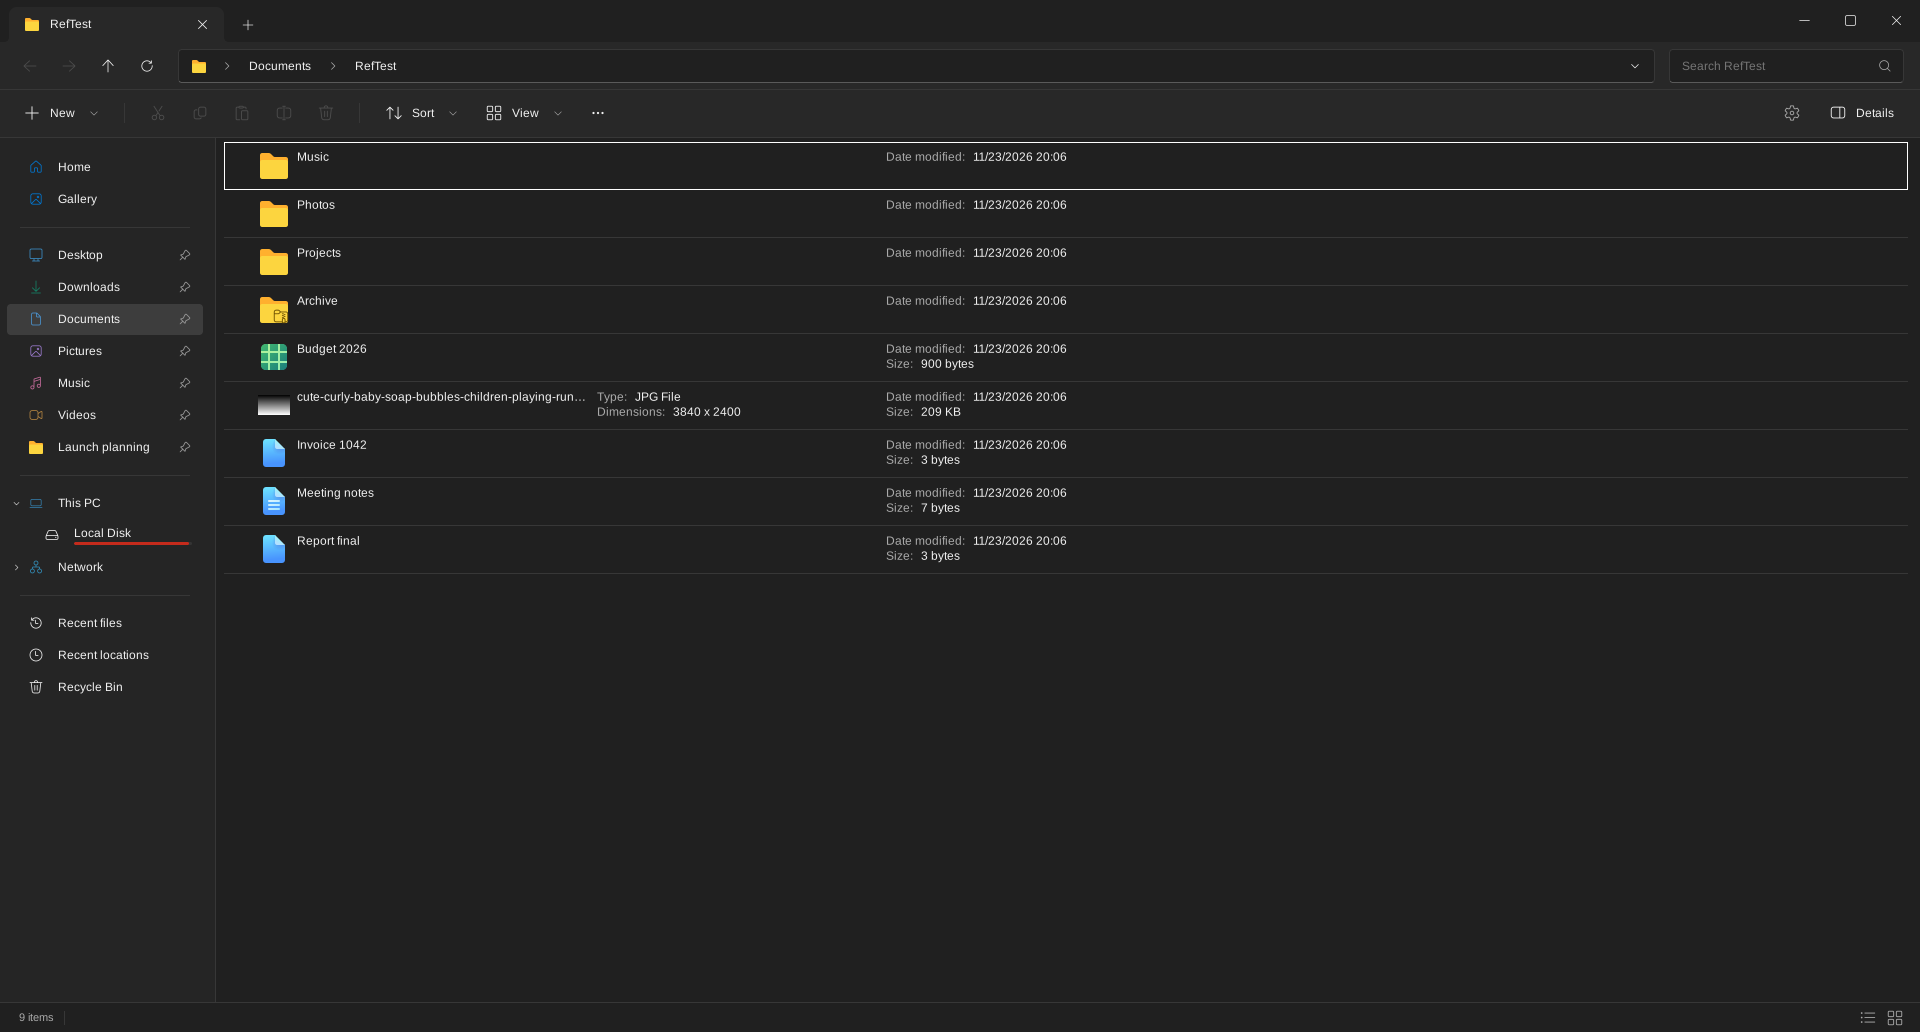 RefTest
Documents
RefTest
Search RefTest
New
Sort
View
Details
Home
Gallery
Desktop
Downloads
Documents
Pictures
Music
Videos
Launch planning
This PC
Local Disk
Network
Recent files
Recent locations
Recycle Bin
Music
Date modified: 11/23/2026 20:06
Photos
Date modified: 11/23/2026 20:06
Projects
Date modified: 11/23/2026 20:06
Archive
Date modified: 11/23/2026 20:06
Budget 2026
Date modified: 11/23/2026 20:06
Size: 900 bytes
cute-curly-baby-soap-bubbles-children-playing-run...
Type: JPG File
Dimensions: 3840 x 2400
Date modified: 11/23/2026 20:06
Size: 209 KB
Invoice 1042
Date modified: 11/23/2026 20:06
Size: 3 bytes
Meeting notes
Date modified: 11/23/2026 20:06
Size: 7 bytes
Report final
Date modified: 11/23/2026 20:06
Size: 3 bytes
9 items